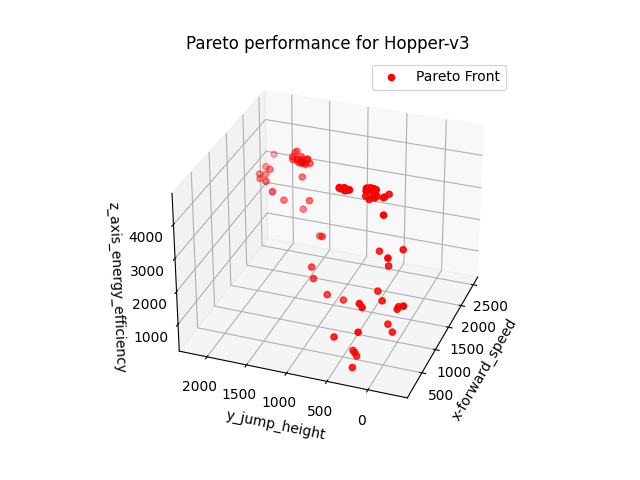 Pareto performance for Hopper-v3
Pareto Front
z_axis_energy_efficiency
4000
3000
2000
1000
2000
1500
1000
500
0
y_jump_height
2500
2000
1500
1000
500
x-forward_speed